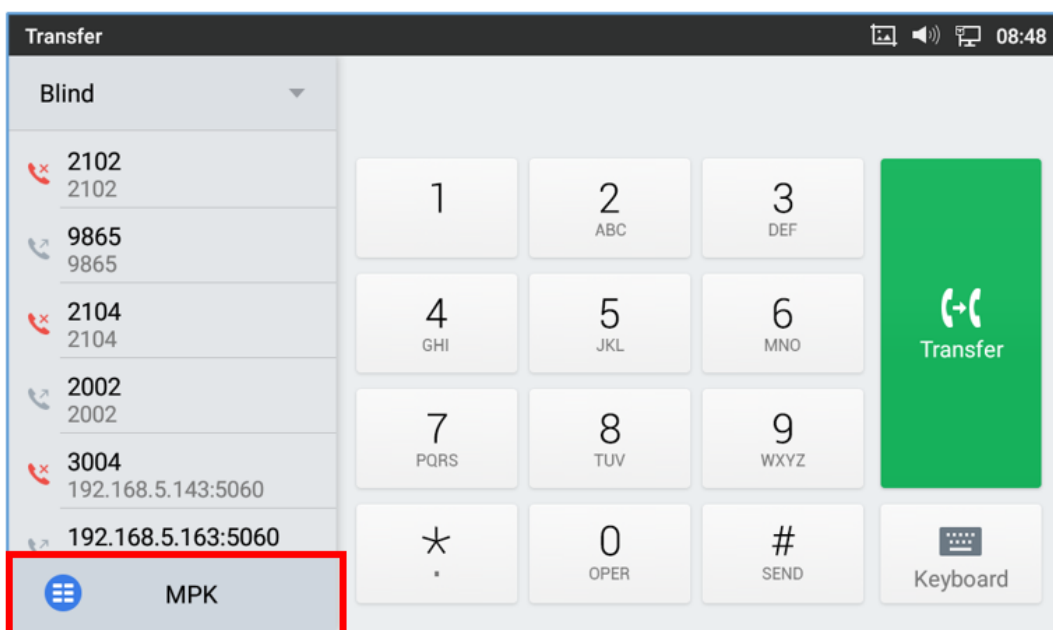 Transfer
08:48
Blind
2102
2102
9865
9865
2104
2104
2002
2002
3004
192.168.5.143:5060
192.168.5.163:5060
MPK
1
2
ABC
3
DEF
4
GHI
5
JKL
6
MNO
7
PQRS
8
TUV
9
WXYZ
*
.
0
OPER
#
SEND
Transfer
Keyboard